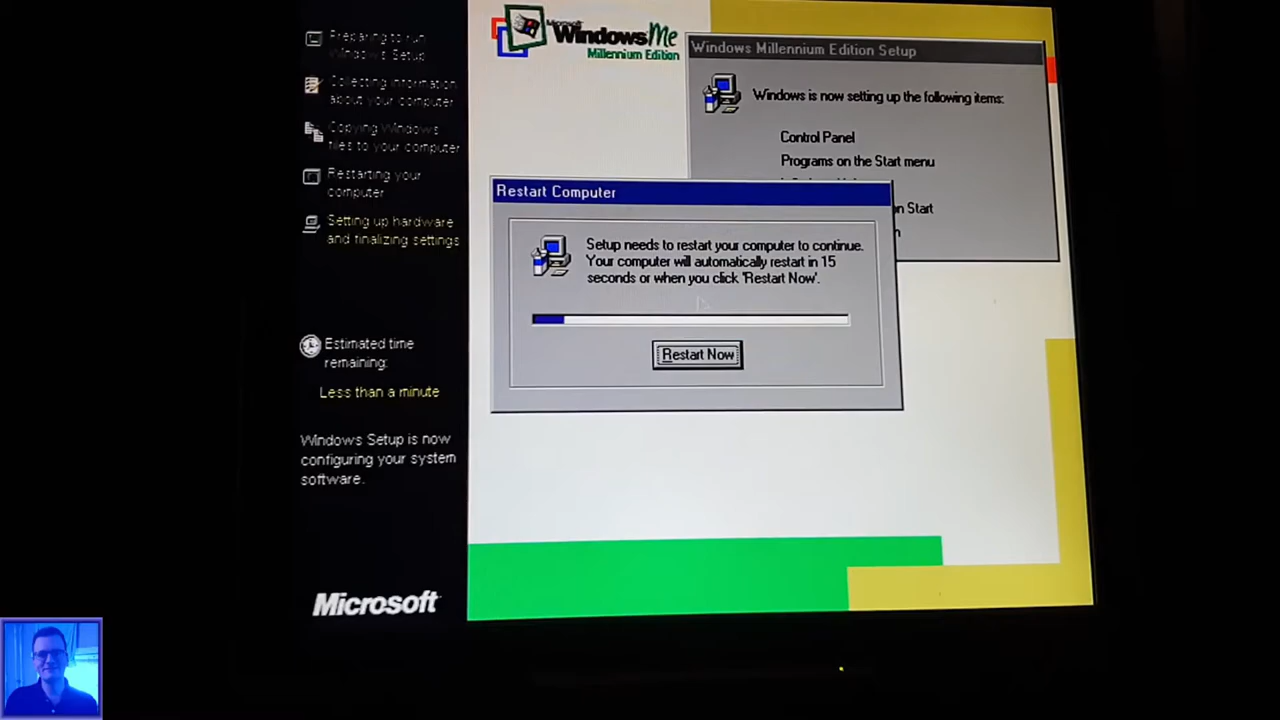 Preparing to run
Windows Setup
Collecting information
about your computer
Copying Windows
files to your computer
Restarting your
computer
Setting up hardware
and finalizing settings
Estimated time
remaining:
Less than a minute
Windows Setup is now
configuring your system
software.
Microsoft
Microsoft
Windows Me
Millennium Edition
Windows Millennium Edition Setup
Windows is now setting up the following items:
Control Panel
Programs on the Start menu
on Start
Restart Computer
Setup needs to restart your computer to continue.
Your computer will automatically restart in 15
seconds or when you click 'Restart Now'.
Restart Now